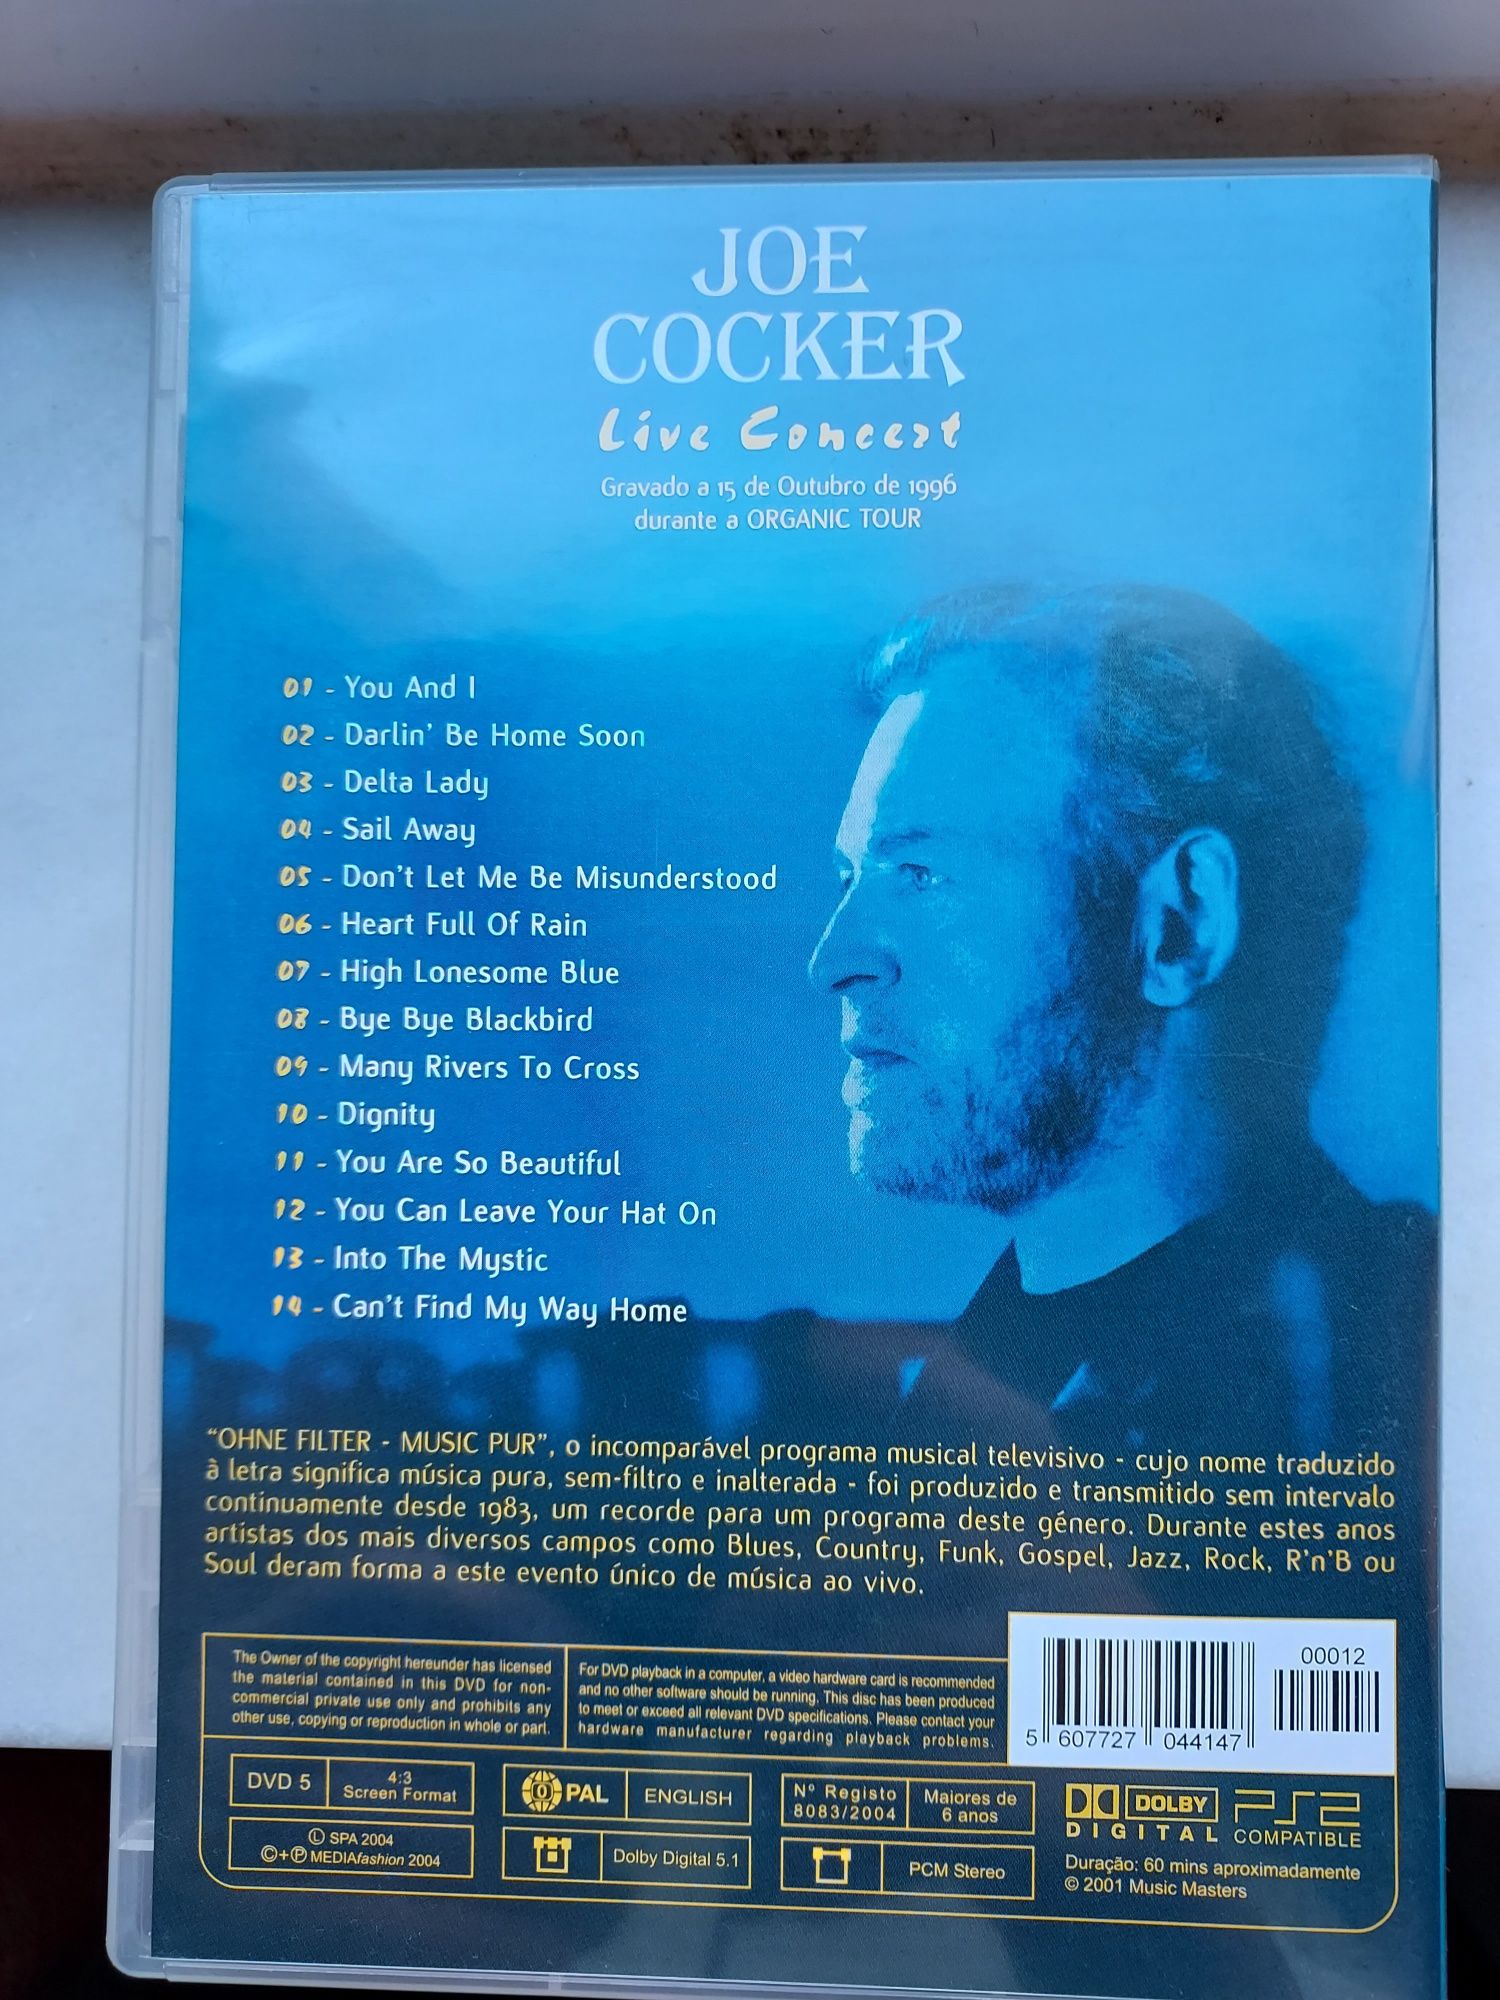 JOE
COCKER
Live Concert
Gravado a 15 de Outubro de 1996
durante a ORGANIC TOUR
01 - You And I
02 - Darlin' Be Home Soon
03 - Delta Lady
04 - Sail Away
05 - Don't Let Me Be Misunderstood
06 - Heart Full Of Rain
07 - High Lonesome Blue
08 - Bye Bye Blackbird
09 - Many Rivers To Cross
10 - Dignity
11 - You Are So Beautiful
12 - You Can Leave Your Hat On
13 - Into The Mystic
14 - Can't Find My Way Home
"OHNE FILTER - MUSIC PUR", o incomparável programa musical televisivo - cujo nome traduzido
à letra significa música pura, sem-filtro e inalterada - foi produzido e transmitido sem intervalo
continuamente desde 1983, um recorde para um programa deste género. Durante estes anos
artistas dos mais diversos campos como Blues, Country, Funk, Gospel, Jazz, Rock, R'n'B ou
Soul deram forma a este evento único de música ao vivo.
The Owner of the copyright hereunder has licensed
the material contained in this DVD for non-
commercial private use only and prohibits any
other use, copying or reproduction in whole or part.
For DVD playback in a computer, a video hardware card is recommended
and no other software should be running. This disc has been produced
to meet or exceed all relevant DVD specifications. Please contact your
hardware manufacturer regarding playback problems.
00012
5 607727 044147
DVD 5
4:3
Screen Format
0 PAL
ENGLISH
Nº Registo
8083/2004
Maiores de
6 anos
DOLBY
DIGITAL
PS2
COMPATIBLE
Ⓛ SPA 2004
©+℗ MEDIAfashion 2004
Dolby Digital 5.1
PCM Stereo
Duração: 60 mins aproximadamente
© 2001 Music Masters